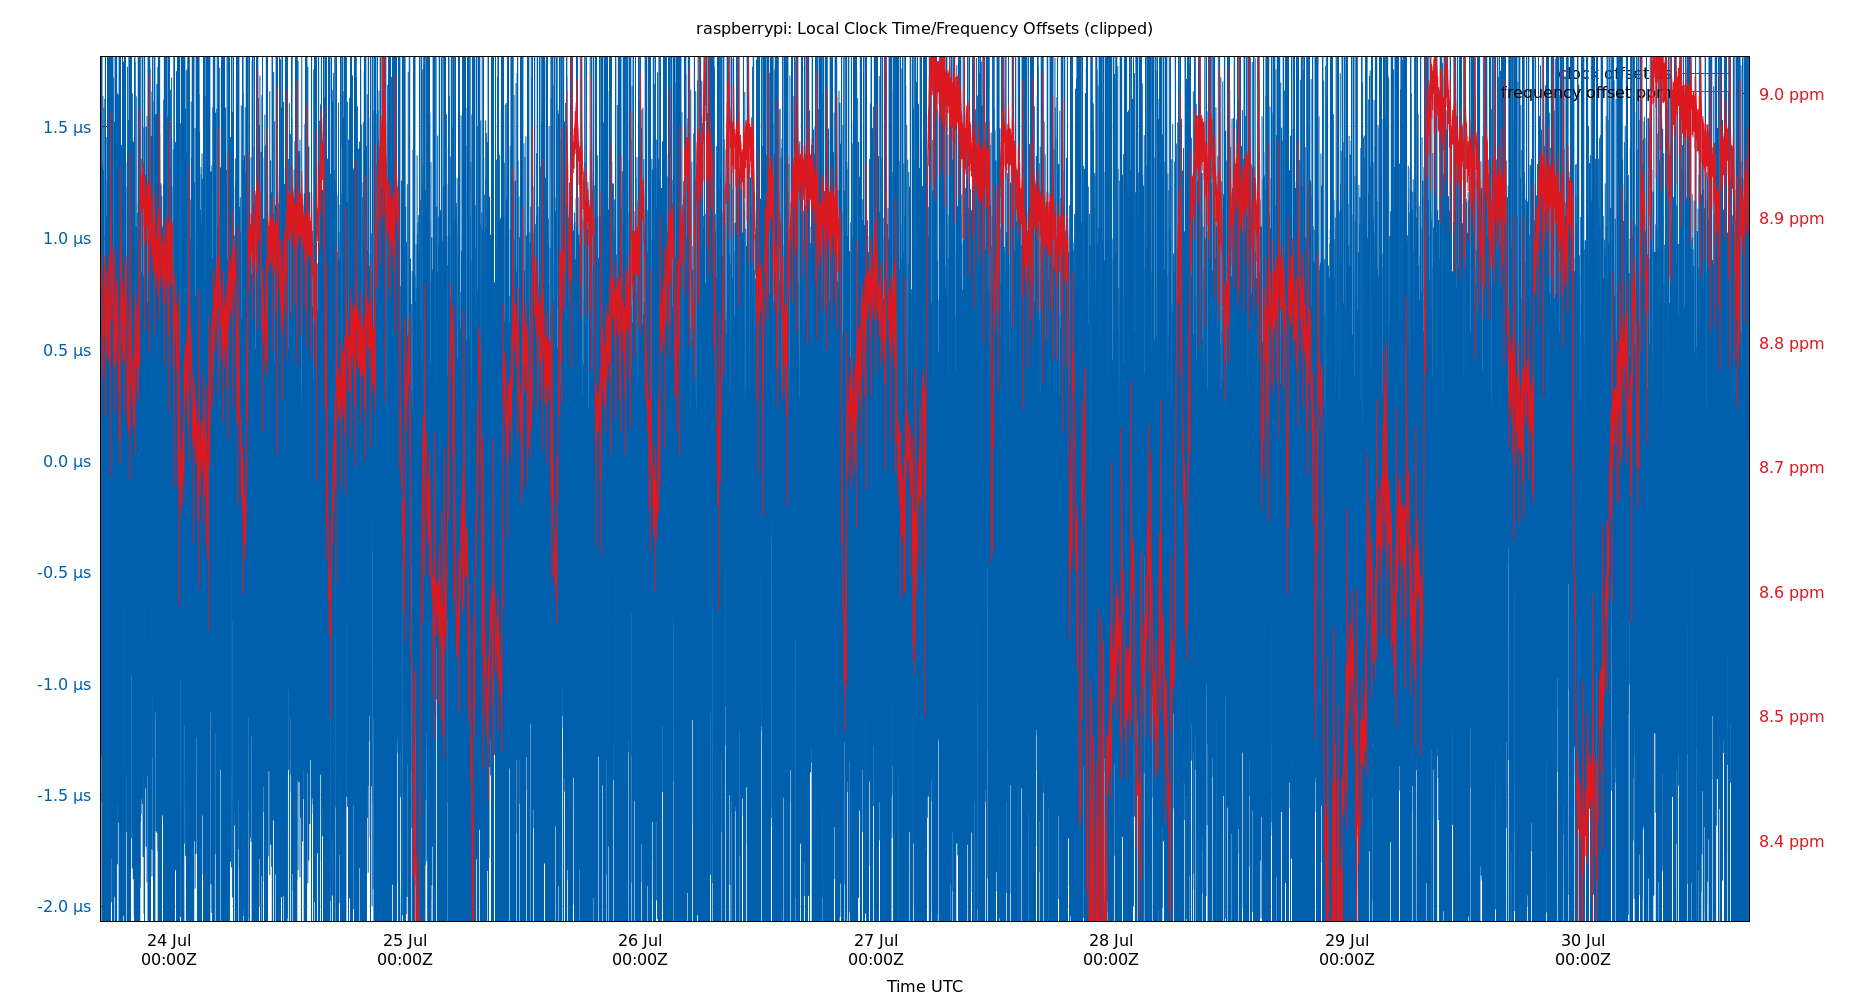 raspberrypi: Local Clock Time/Frequency Offsets (clipped)
clock offset
frequency offset ppm
1.5 µs
1.0 µs
0.5 µs
0.0 µs
-0.5 µs
-1.0 µs
-1.5 µs
-2.0 µs
9.0 ppm
8.9 ppm
8.8 ppm
8.7 ppm
8.6 ppm
8.5 ppm
8.4 ppm
24 Jul
00:00Z
25 Jul
00:00Z
26 Jul
00:00Z
27 Jul
00:00Z
28 Jul
00:00Z
29 Jul
00:00Z
30 Jul
00:00Z
Time UTC